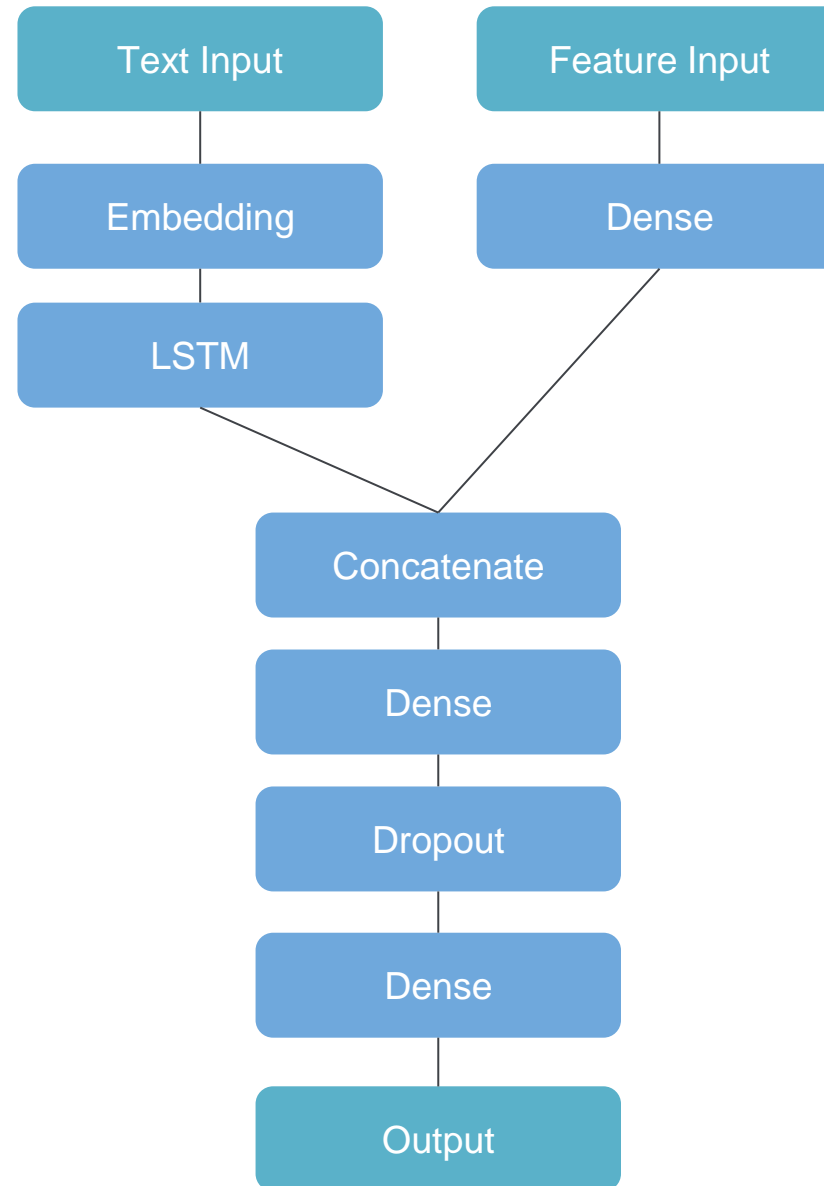 Text Input
Feature Input
Embedding
Dense
LSTM
Concatenate
Dense
Dropout
Dense
Output